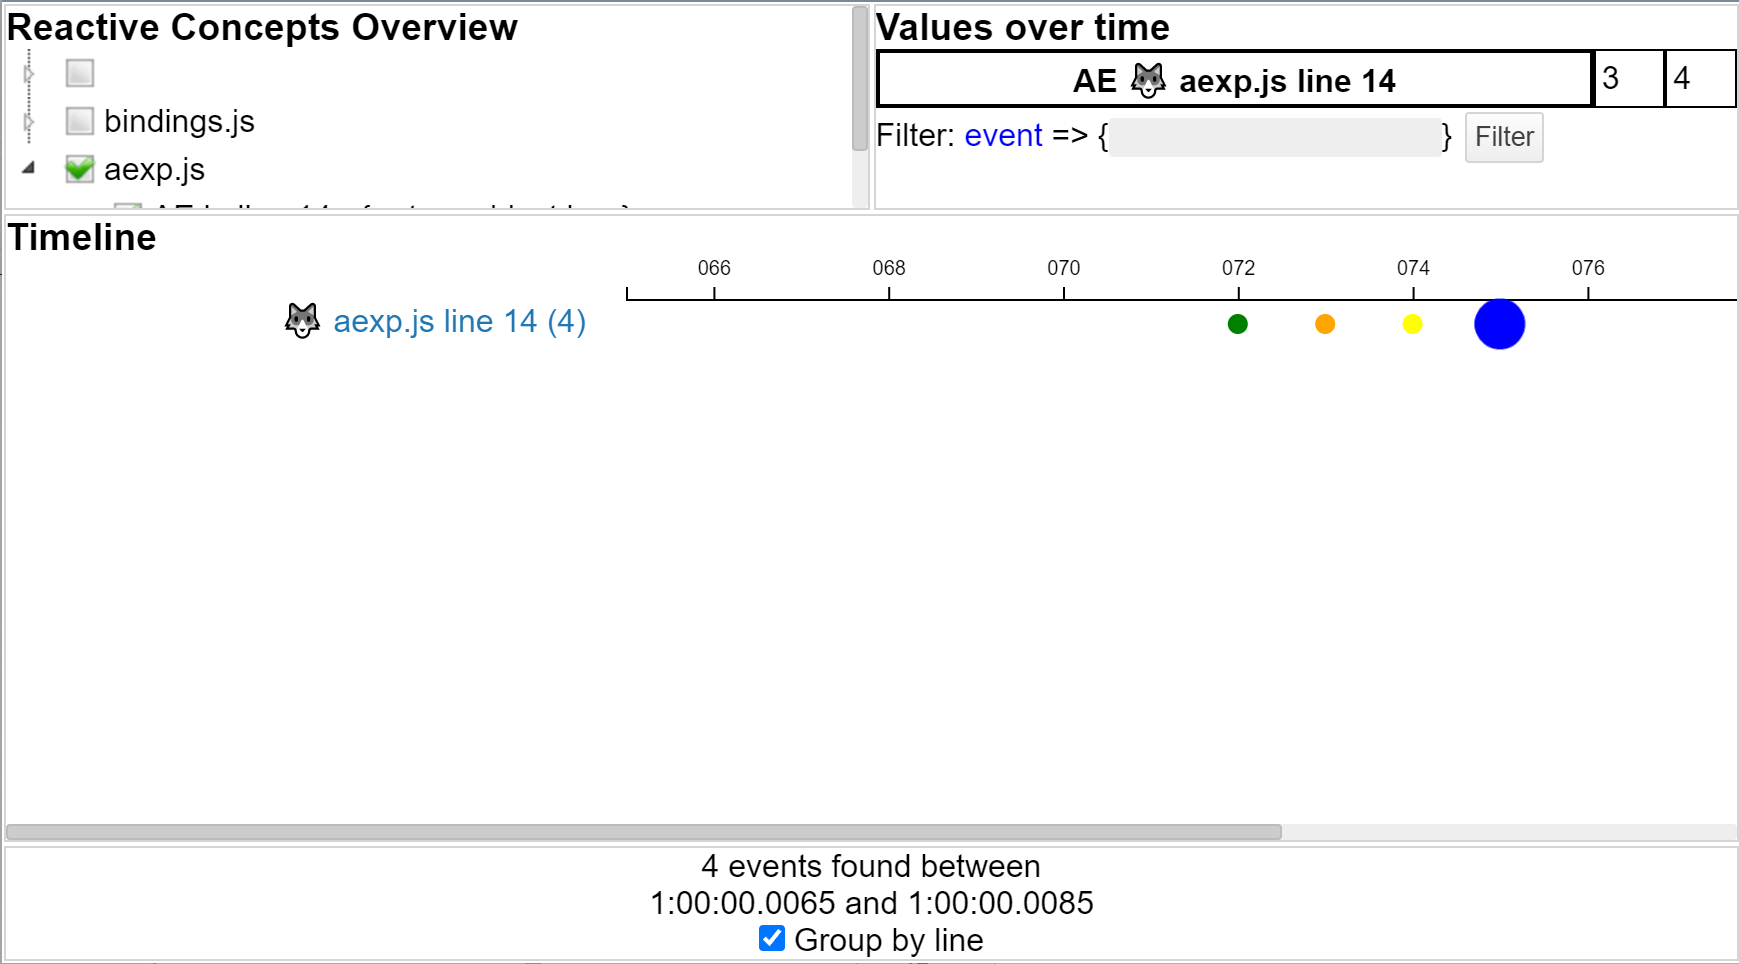 Reactive Concepts Overview
bindings.js
aexp.js
Values over time
AE aexp.js line 14 3 4
Filter: event => { } Filter
Timeline
066 068 070 072 074 076
aexp.js line 14 (4)
4 events found between
1:00:00.0065 and 1:00:00.0085
Group by line